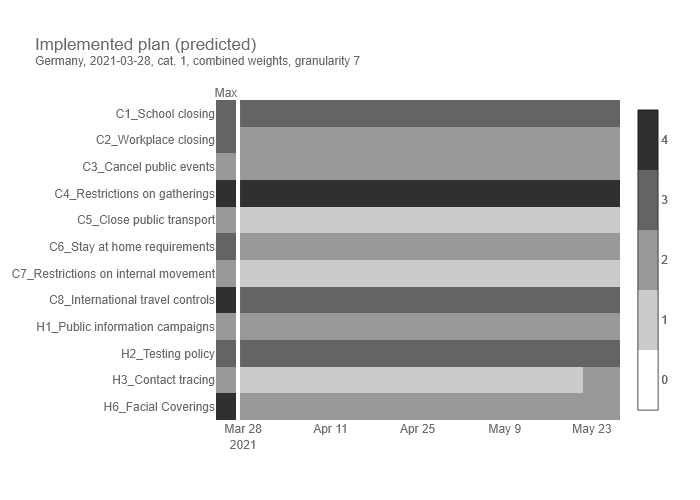 Implemented plan (predicted)
Germany, 2021-03-28, cat. 1, combined weights, granularity 7
Max
C1_School closing
C2_Workplace closing
C3_Cancel public events
C4_Restrictions on gatherings
C5_Close public transport
C6_Stay at home requirements
C7_Restrictions on internal movement
C8_International travel controls
H1_Public information campaigns
H2_Testing policy
H3_Contact tracing
H6_Facial Coverings
Mar 28 Apr 11 Apr 25 May 9 May 23
2021
4
3
2
1
0